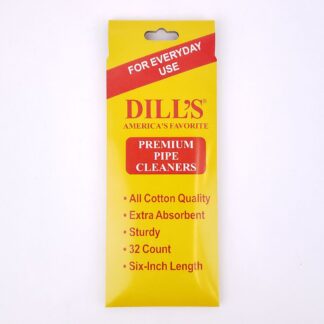 FOR EVERYDAY
USE
DILL'S®
AMERICA'S FAVORITE
PREMIUM
PIPE
CLEANERS
• All Cotton Quality
• Extra Absorbent
• Sturdy
• 32 Count
• Six-Inch Length